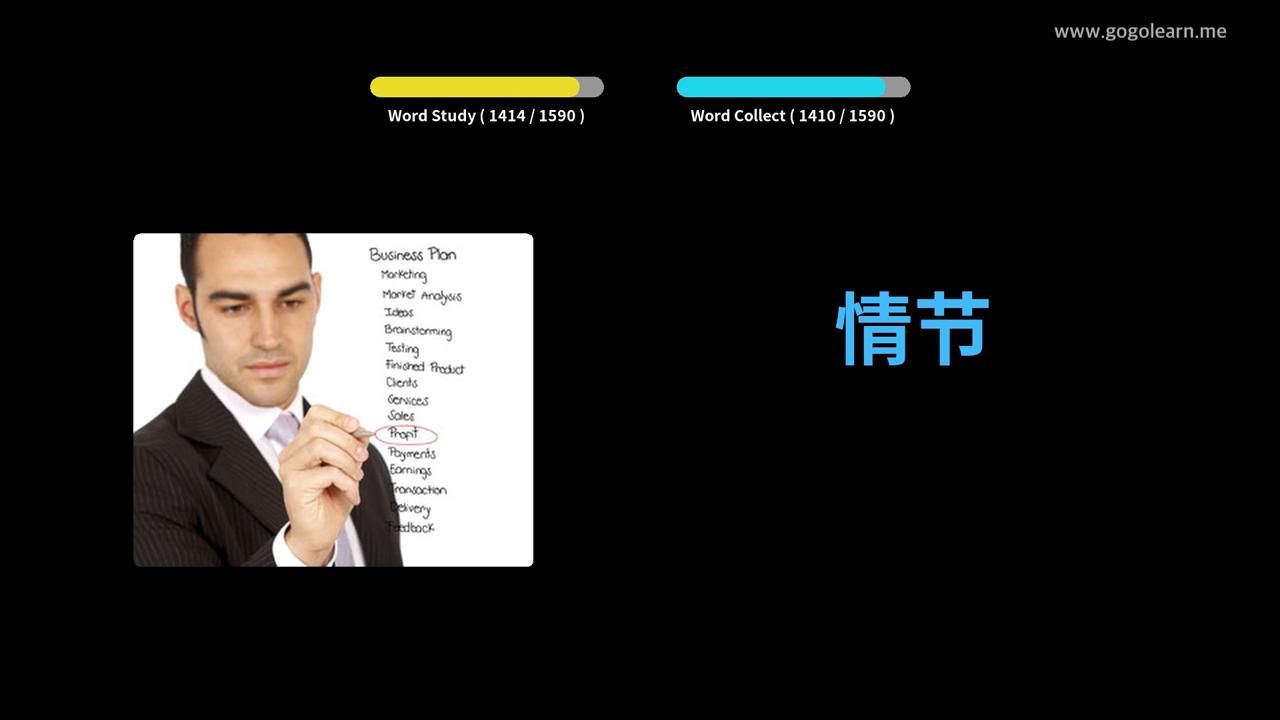 www.gogolearn.me
Word Study ( 1414 / 1590 )
Word Collect ( 1410 / 1590 )
Business Plan
Marketing
Market Analysis
Ideas
Brainstorming
Testing
Finished Product
Clients
Services
Sales
Profit
Payments
Earnings
Transaction
Delivery
Feedback
情节